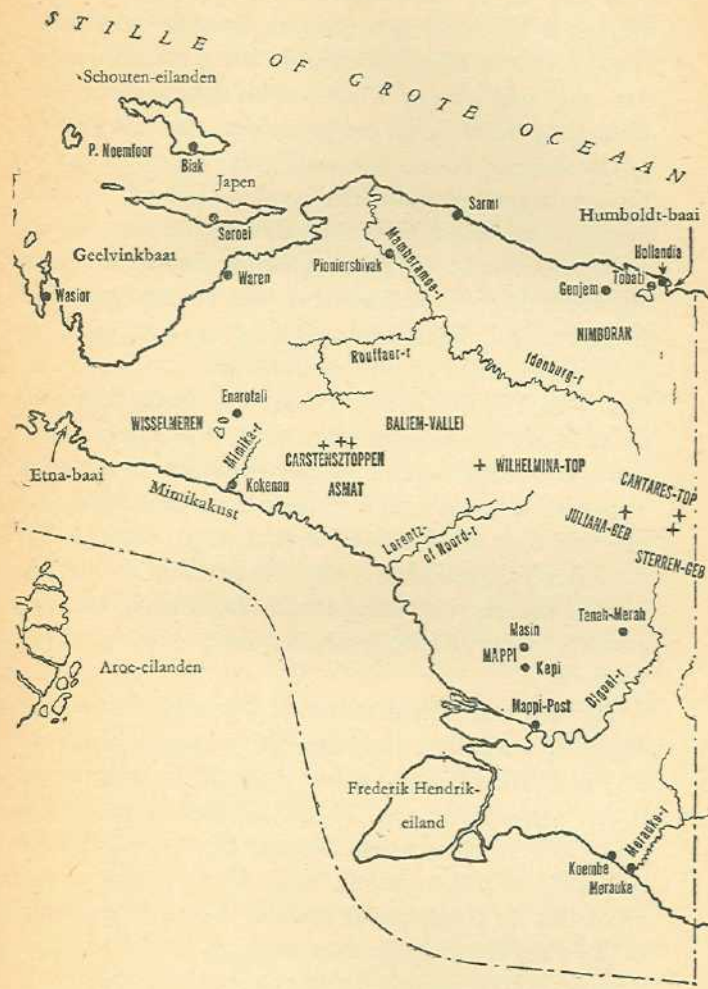 STILLE OF GROTE OCEAAN
Schouten-eilanden
P. Noemfoor
Biak
Japen
Seroei
Geelvinkbaai
Wasior
Waren
Sarmi
Pioniersbivak
Mamberamoe-r
Humboldt-baai
Hollandia
Tobati
Genjem
NIMBORAK
Rouffaer-r
Idenburg-r
Enarotali
WISSELMEREN
Mimika-r
BALIEM-VALLEI
CARSTENSZTOPPEN
WILHELMINA-TOP
Etna-baai
Kokenau
ASMAT
Mimikakust
CANTARES-TOP
JULIANA-GEB
STERREN-GEB
Lorentz-
of Noord-r
Aroe-eilanden
Tanah-Merah
Masin
MAPPI
Kepi
Digoel-r
Mappi-Post
Frederik Hendrik-
eiland
Merauke-r
Koembe
Merauke